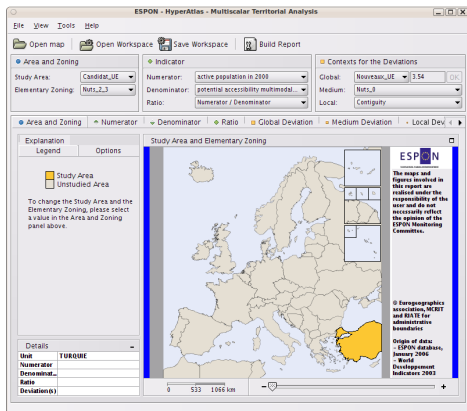 ESPON - HyperAtlas - Multiscalar Territorial Analysis
File View Tools Help
Open map Open Workspace Save Workspace Build Report
Area and Zoning
Study Area: Candidat_UE
Elementary Zoning: Nuts_2_3
Indicator
Numerator: active population in 2000
Denominator: potential accessibility multimodal...
Ratio: Numerator / Denominator
Contexts for the Deviations
Global: Nouveaux_UE 3.54 OK
Medium: Nuts_0
Local: Contiguity
Area and Zoning Numerator Denominator Ratio Global Deviation Medium Deviation Local Dev
Explanation
Legend Options
Study Area
Unstudied Area
To change the Study Area and the
Elementary Zoning, please select
a value in the Area and Zoning
panel above.
Details
Unit TURQUIE
Numerator
Denominat...
Ratio
Deviation(s)
Study Area and Elementary Zoning
0 533 1066 km
ESPON
The maps and
figures involved in
this report are
realised under the
responsibility of the
user and do not
necessarily reflect
the opinion of the
ESPON Monitoring
Committee.
© Eurogeographics
association, MCRIT
and RIATE for
administrative
boundaries
Origin of data:
- ESPON database,
January 2006
- World
Developpement
Indicators 2003